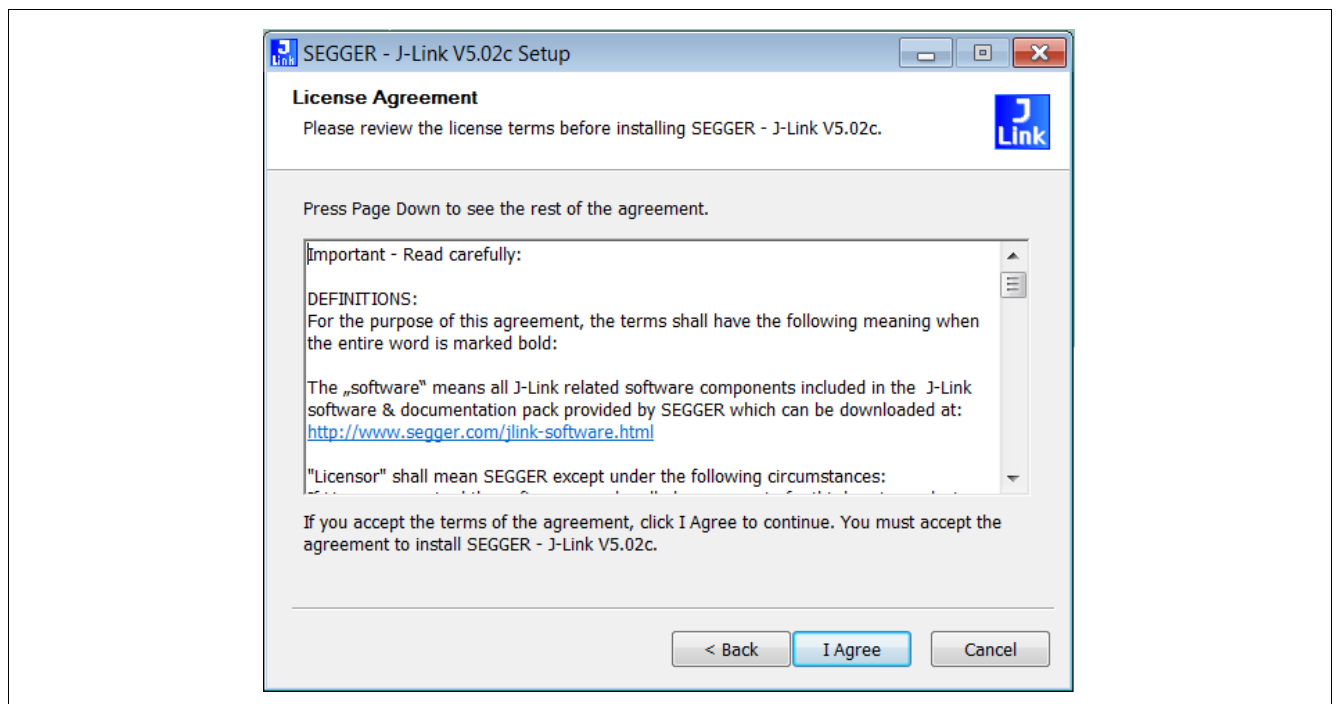 J
Link
SEGGER - J-Link V5.02c Setup
License Agreement
Please review the license terms before installing SEGGER - J-Link V5.02c.
J
Link
Press Page Down to see the rest of the agreement.
Important - Read carefully:
DEFINITIONS:
For the purpose of this agreement, the terms shall have the following meaning when
the entire word is marked bold:
The „software‟ means all J-Link related software components included in the  J-Link
software & documentation pack provided by SEGGER which can be downloaded at:
http://www.segger.com/jlink-software.html
"Licensor" shall mean SEGGER except under the following circumstances:
If you accept the terms of the agreement, click I Agree to continue. You must accept the
agreement to install SEGGER - J-Link V5.02c.
< Back
I Agree
Cancel